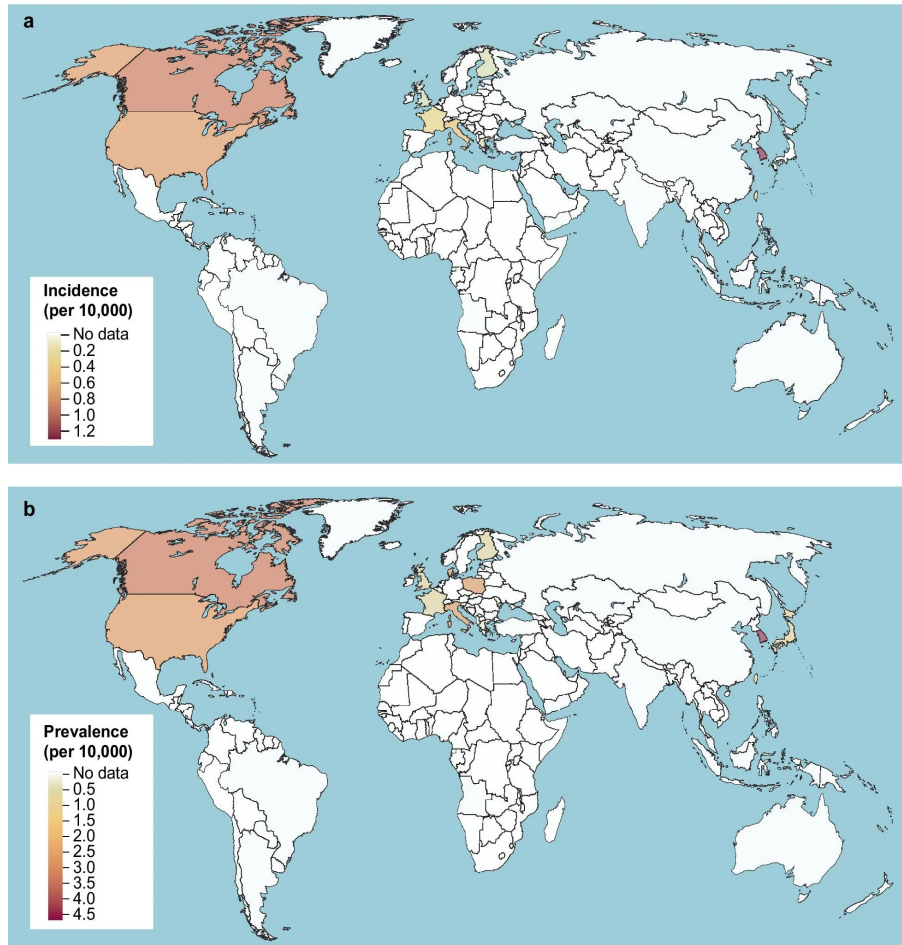 a
Incidence
(per 10,000)
No data
0.2
0.4
0.6
0.8
1.0
1.2
b
Prevalence
(per 10,000)
No data
0.5
1.0
1.5
2.0
2.5
3.0
3.5
4.0
4.5